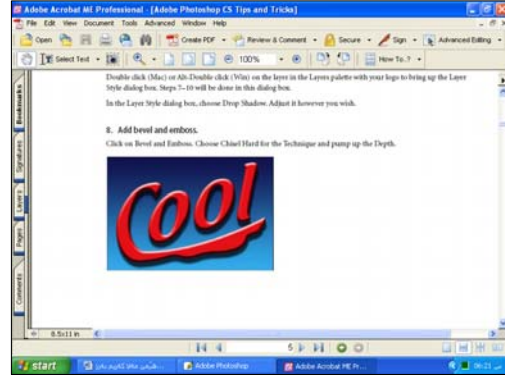 Adobe Acrobat ME Professional - [Adobe Photoshop CS Tips and Tricks]
File Edit View Document Tools Advanced Window Help
Open Create PDF Review & Comment Secure Sign Advanced Editing
Select Text 100% How To..?
Bookmarks
Signatures
Layers
Pages
Comments
Double click (Mac) or Alt-Double click (Win) on the layer in the Layers palette with your logo to bring up the Layer
Style dialog box. Steps 7–10 will be done in this dialog box.
In the Layer Style dialog box, choose Drop Shadow. Adjust it however you wish.
8. Add bevel and emboss.
Click on Bevel and Emboss. Choose Chisel Hard for the Technique and pump up the Depth.
Cool
8.5x11 in
5
start Adobe Photoshop Adobe Acrobat ME Pr... 06:21